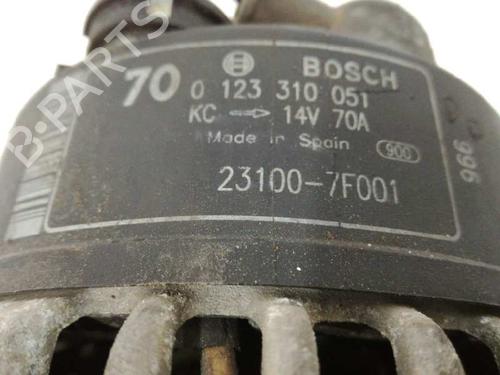 70 BOSCH
0 123 310 051
KC → 14V 70A
Made in Spain 900
23100-7F001
996
B-PARTS